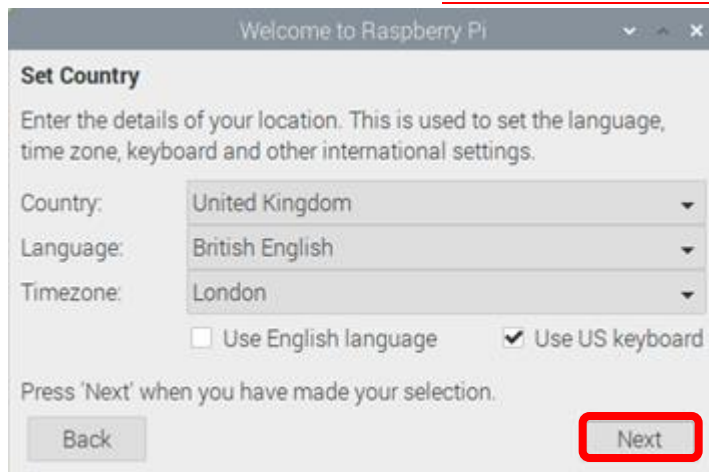 Welcome to Raspberry Pi
Set Country
Enter the details of your location. This is used to set the language,
time zone, keyboard and other international settings.
Country: United Kingdom
Language: British English
Timezone: London
Use English language Use US keyboard
Press 'Next' when you have made your selection.
Back Next